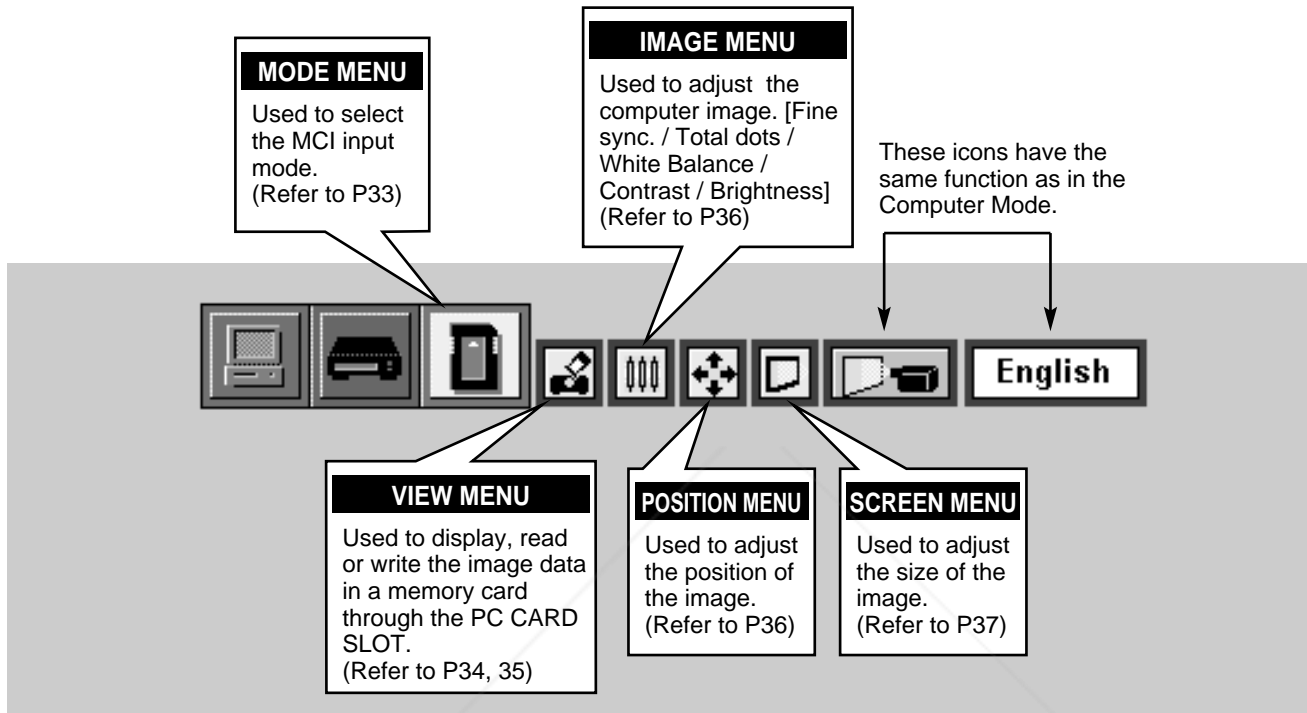 MODE MENU
Used to select
the MCI input
mode.
(Refer to P33)
IMAGE MENU
Used to adjust the
computer image. [Fine
sync. / Total dots /
White Balance /
Contrast / Brightness]
(Refer to P36)
These icons have the
same function as in the
Computer Mode.
English
VIEW MENU
Used to display, read
or write the image data
in a memory card
through the PC CARD
SLOT.
(Refer to P34, 35)
POSITION MENU
Used to adjust
the position of
the image.
(Refer to P36)
SCREEN MENU
Used to adjust
the size of the
image.
(Refer to P37)